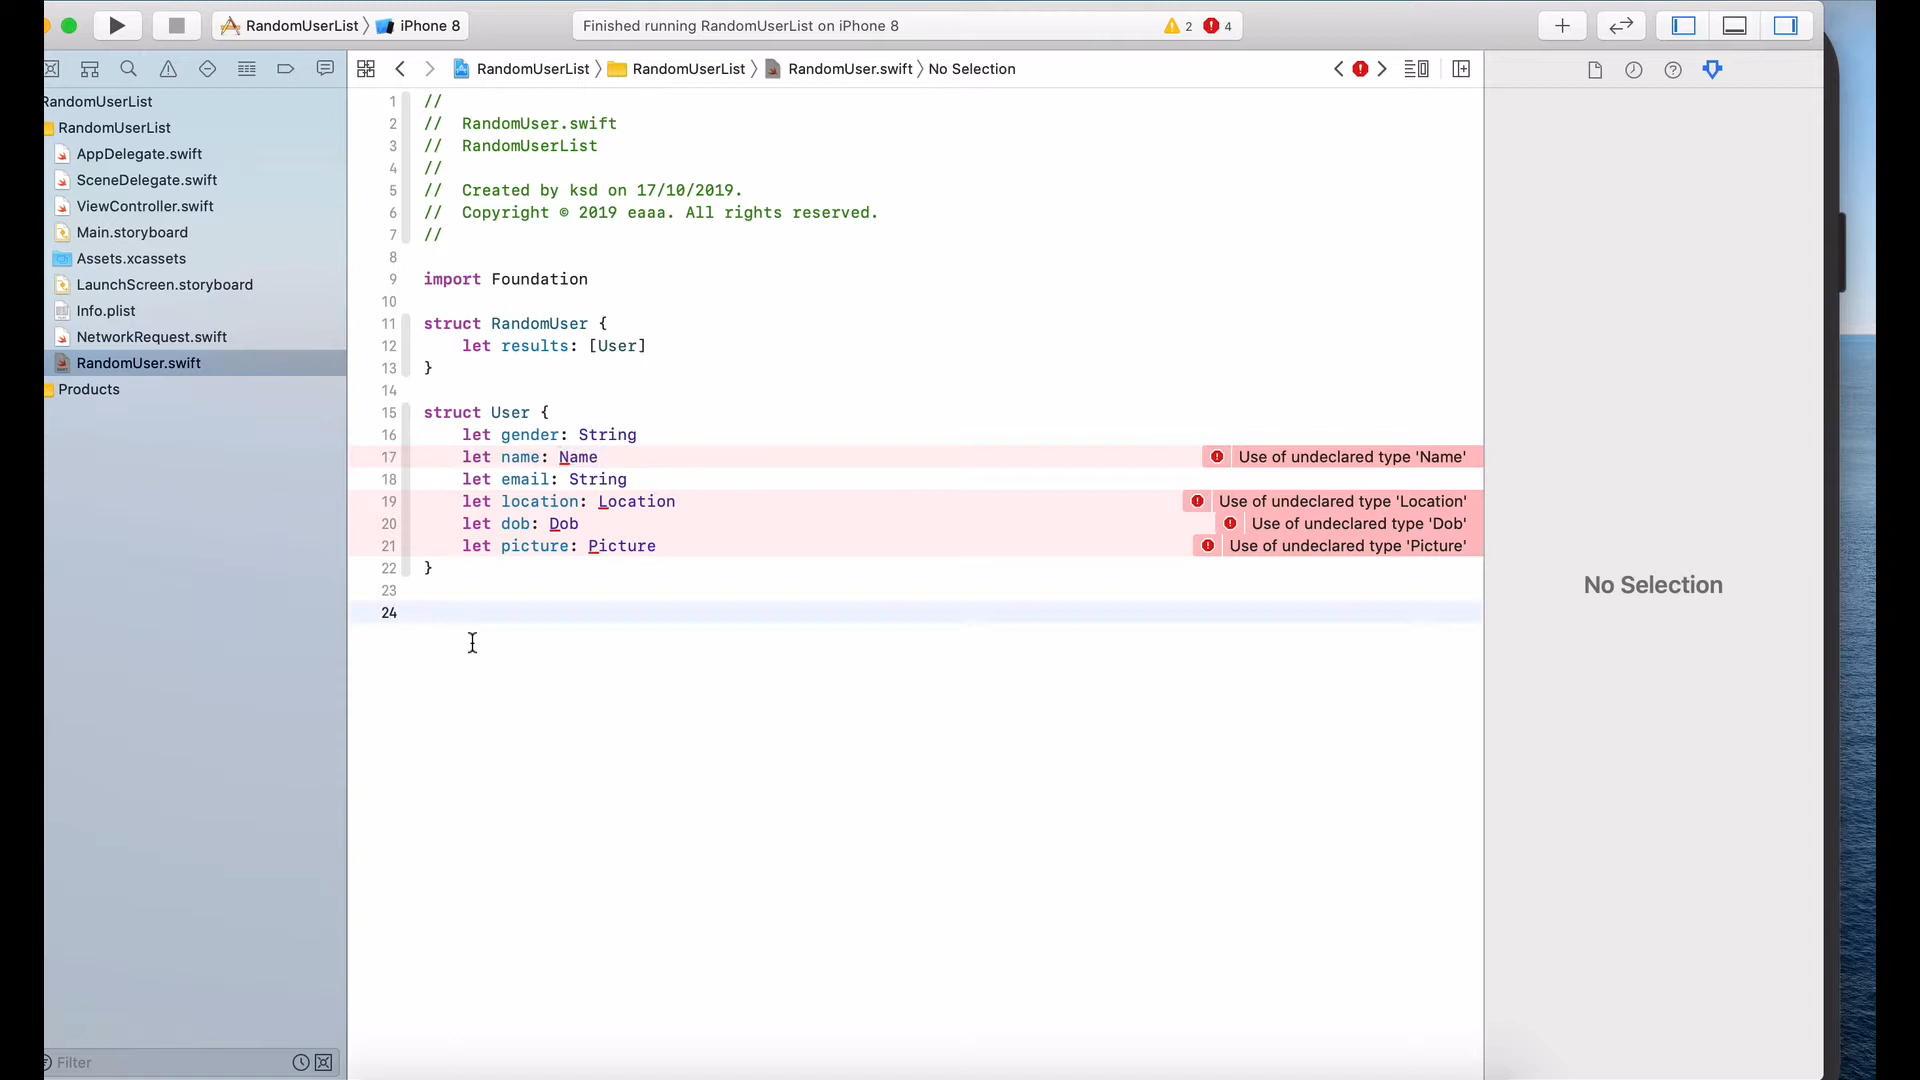 RandomUserList
iPhone 8
Finished running RandomUserList on iPhone 8
2
4
RandomUserList
RandomUserList
RandomUser.swift
No Selection
RandomUserList
RandomUserList
AppDelegate.swift
SceneDelegate.swift
ViewController.swift
Main.storyboard
Assets.xcassets
LaunchScreen.storyboard
Info.plist
NetworkRequest.swift
RandomUser.swift
Products
Filter
1 //
2 //  RandomUser.swift
3 //  RandomUserList
4 //
5 //  Created by ksd on 17/10/2019.
6 //  Copyright © 2019 eaaa. All rights reserved.
7 //
8
9 import Foundation
10
11 struct RandomUser {
12     let results: [User]
13 }
14
15 struct User {
16     let gender: String
17     let name: Name Use of undeclared type 'Name'
18     let email: String
19     let location: Location Use of undeclared type 'Location'
20     let dob: Dob Use of undeclared type 'Dob'
21     let picture: Picture Use of undeclared type 'Picture'
22 }
23
24
No Selection